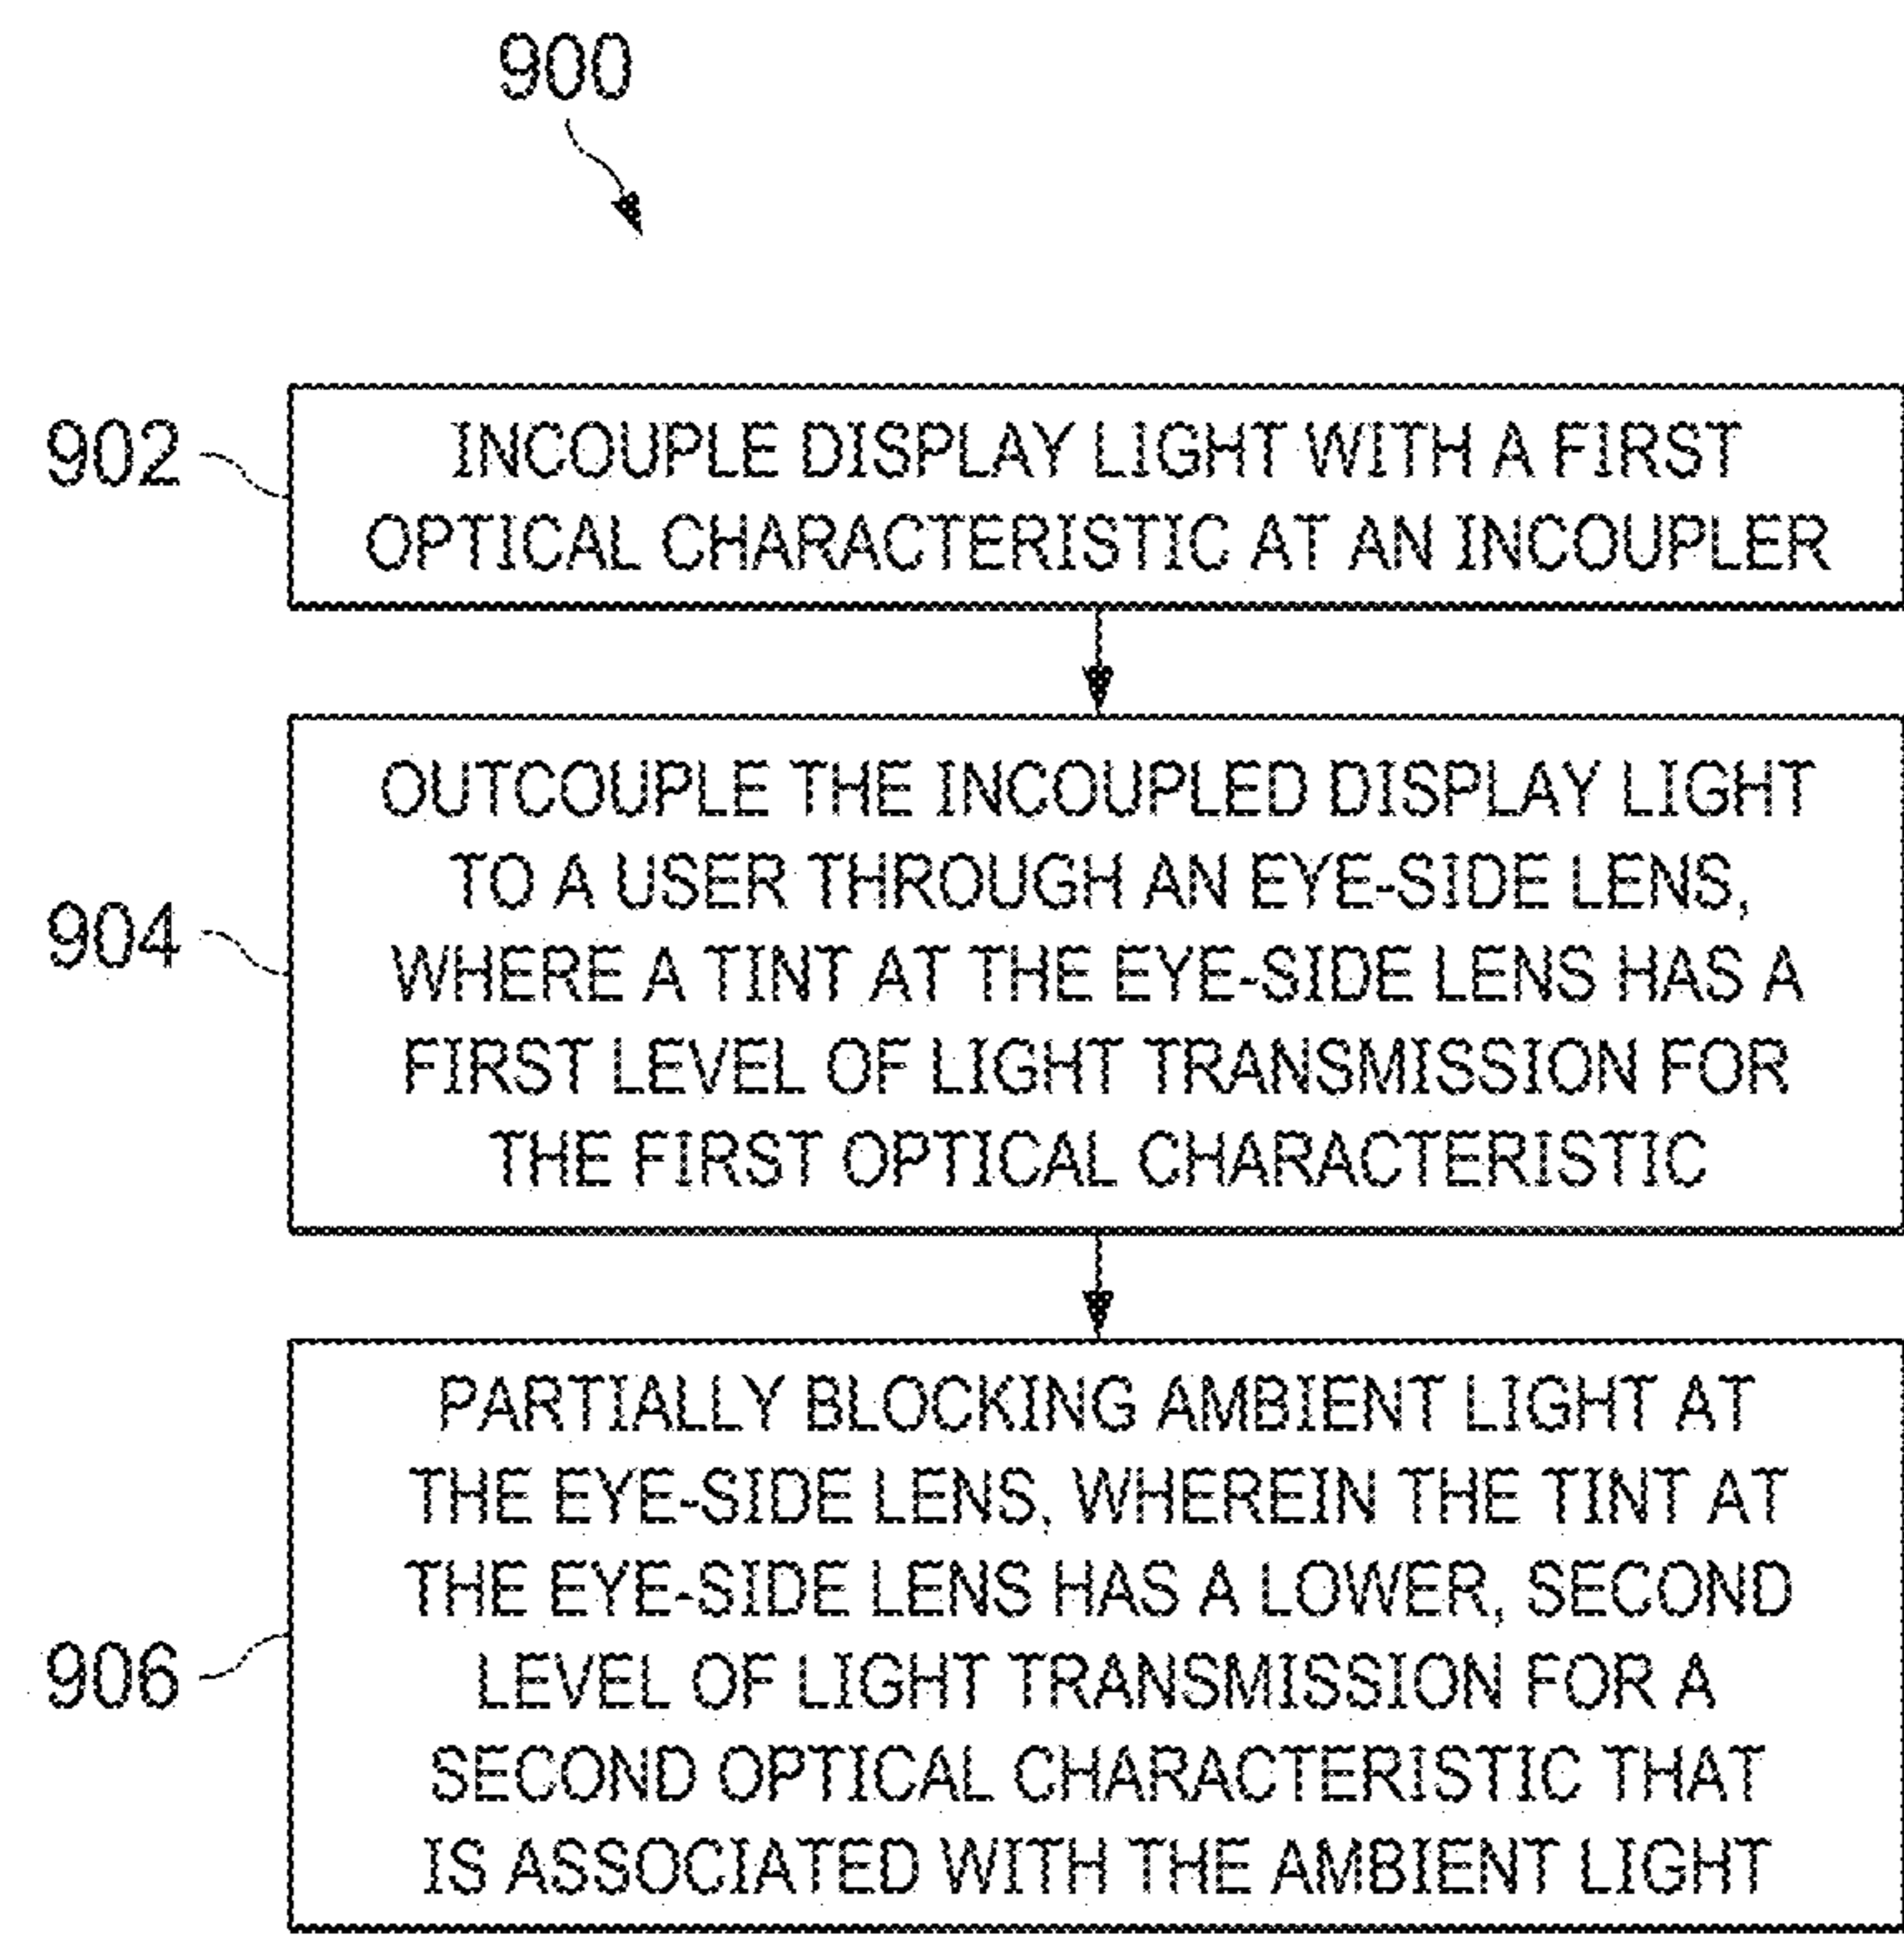 900
902
INCOUPLE DISPLAY LIGHT WITH A FIRST
OPTICAL CHARACTERISTIC AT AN INCOUPLER
904
OUTCOUPLE THE INCOUPLED DISPLAY LIGHT
TO A USER THROUGH AN EYE-SIDE LENS,
WHERE A TINT AT THE EYE-SIDE LENS HAS A
FIRST LEVEL OF LIGHT TRANSMISSION FOR
THE FIRST OPTICAL CHARACTERISTIC
906
PARTIALLY BLOCKING AMBIENT LIGHT AT
THE EYE-SIDE LENS, WHEREIN THE TINT AT
THE EYE-SIDE LENS HAS A LOWER, SECOND
LEVEL OF LIGHT TRANSMISSION FOR A
SECOND OPTICAL CHARACTERISTIC THAT
IS ASSOCIATED WITH THE AMBIENT LIGHT